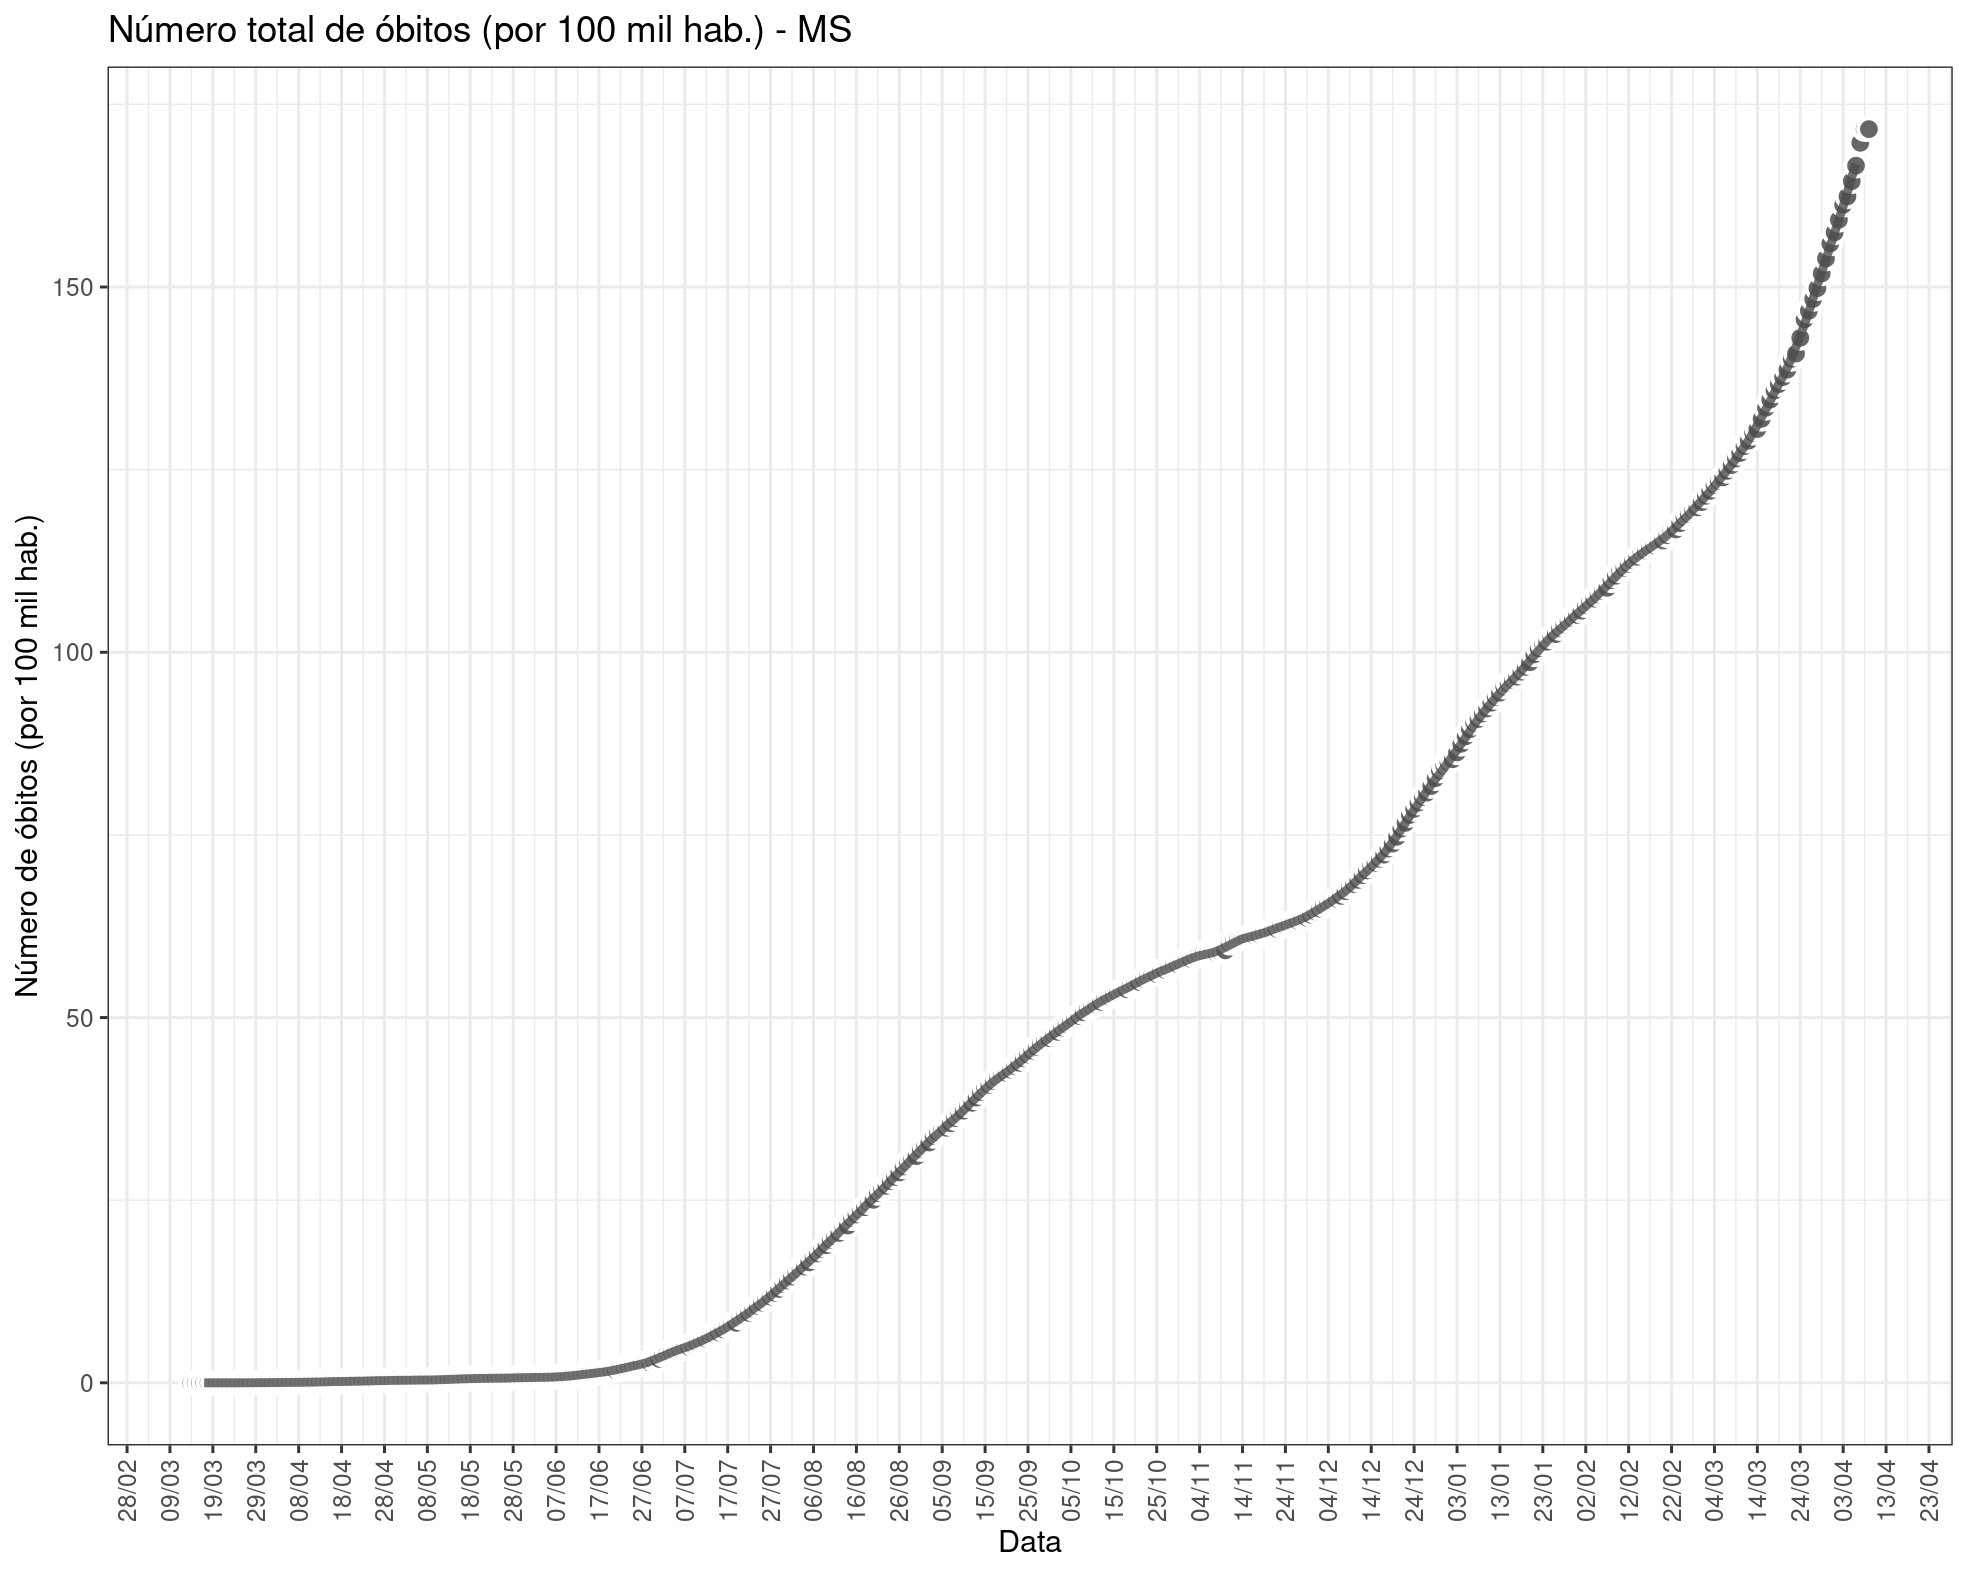 Número total de óbitos (por 100 mil hab.) - MS
Número de óbitos (por 100 mil hab.)
150
100
50
0
28/02 09/03 19/03 29/03 08/04 18/04 28/04 08/05 18/05 28/05 07/06 17/06 27/06 07/07 17/07 27/07 06/08 16/08 26/08 05/09 15/09 25/09 05/10 15/10 25/10 04/11 14/11 24/11 04/12 14/12 24/12 03/01 13/01 23/01 02/02 12/02 22/02 04/03 14/03 24/03 03/04 13/04 23/04
Data